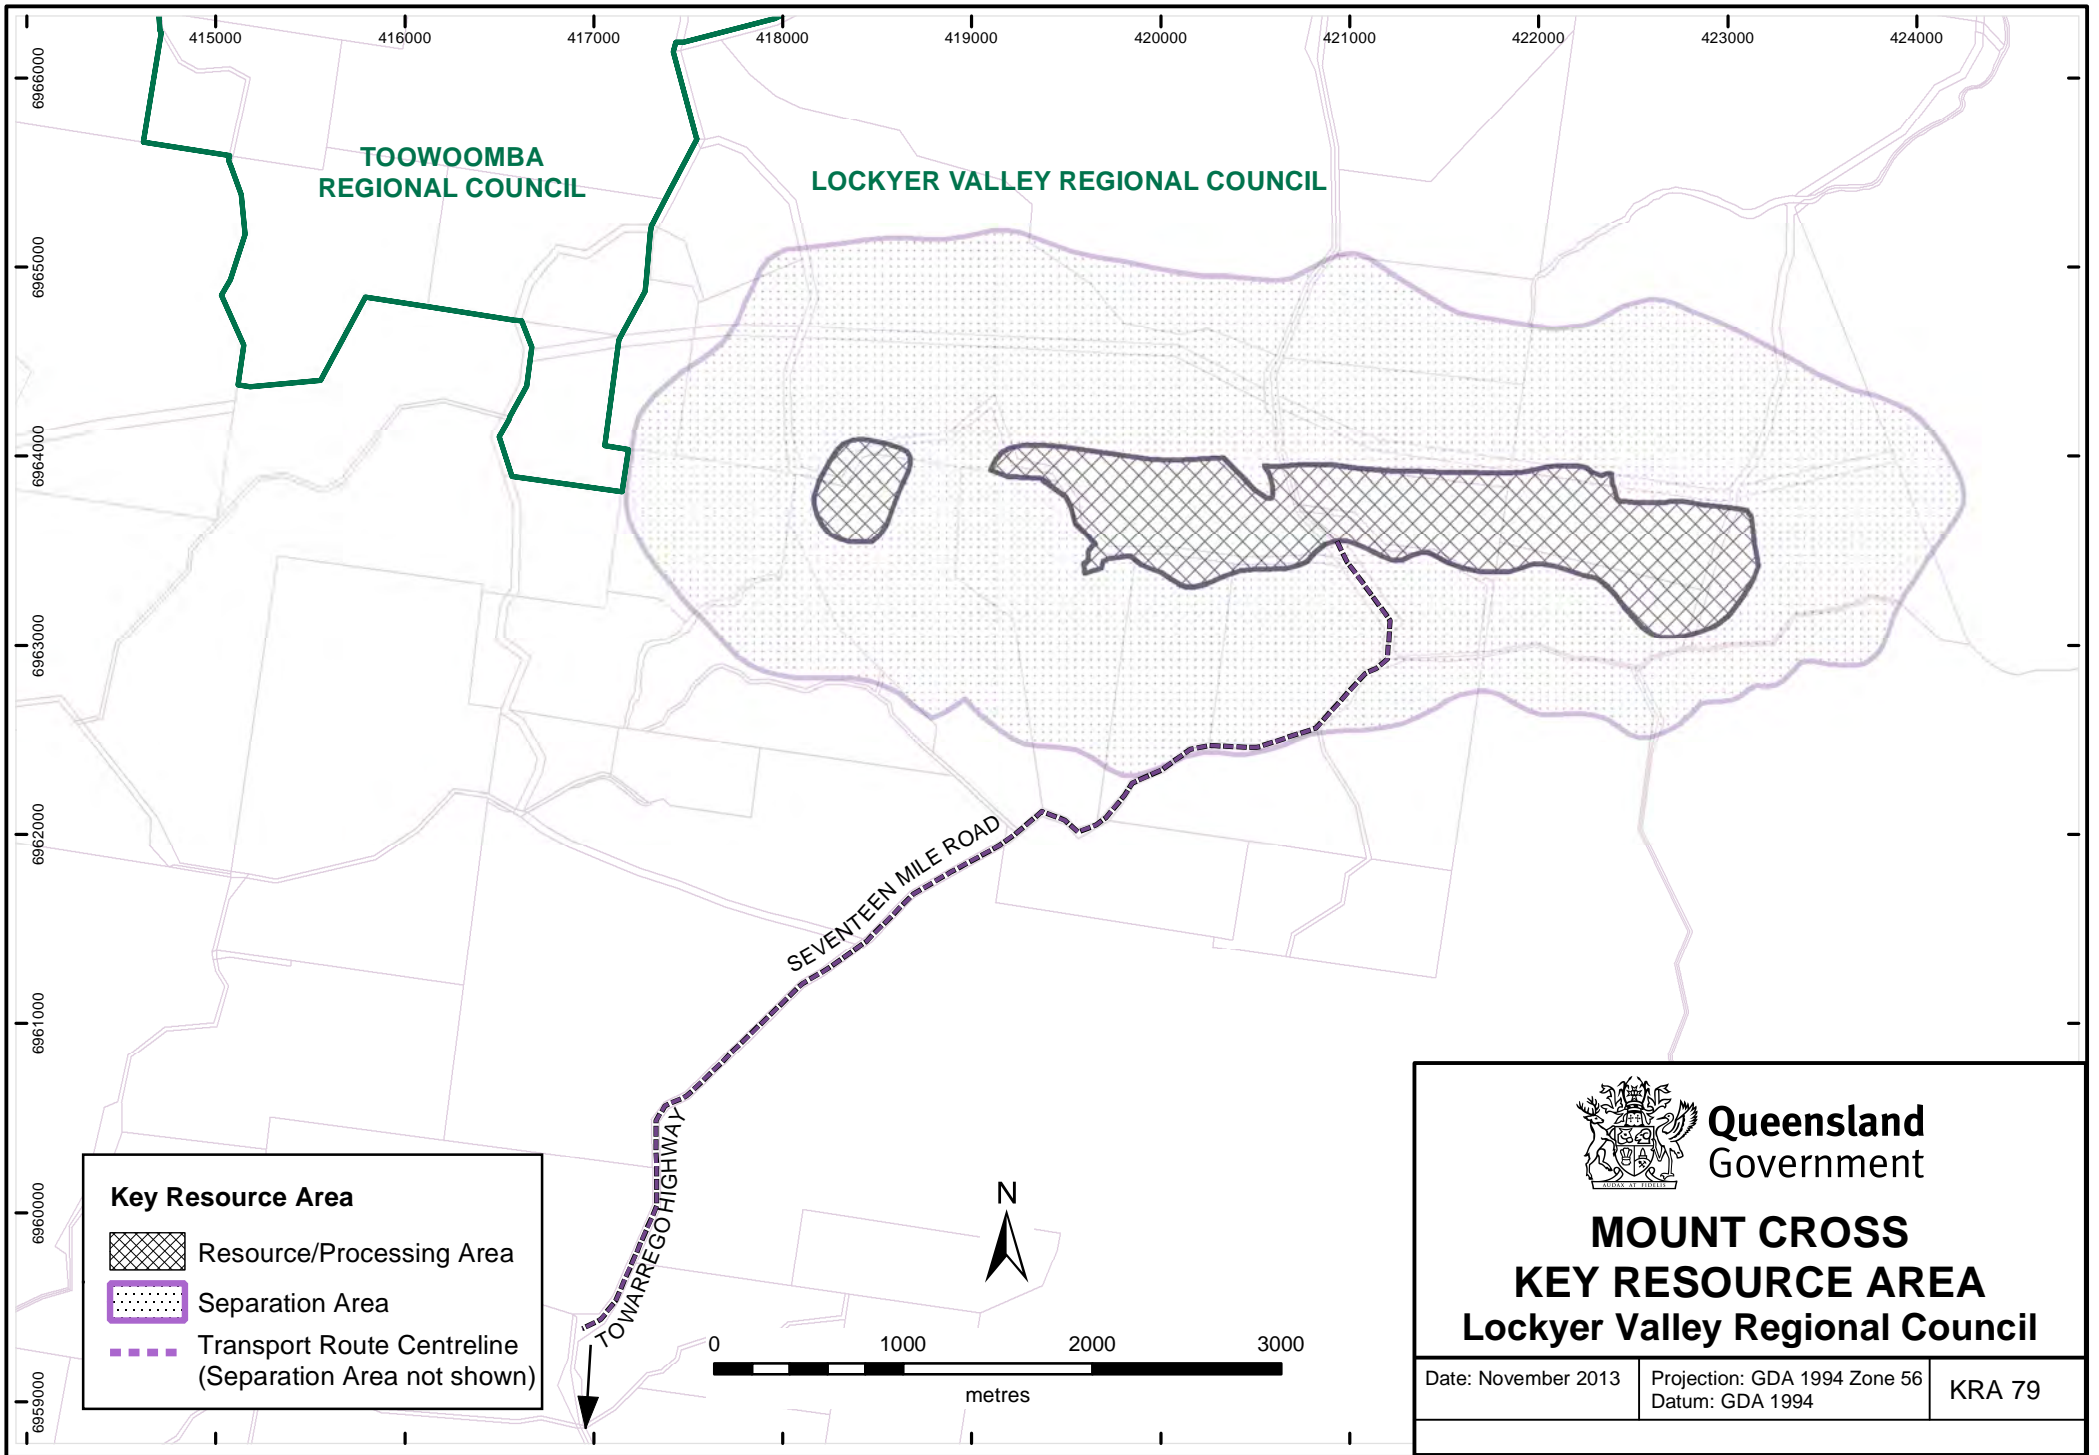 415000
416000
417000
418000
419000
420000
421000
422000
423000
424000
6966000
6965000
6964000
6963000
6962000
6961000
6960000
6959000
TOOWOOMBA
REGIONAL COUNCIL
LOCKYER VALLEY REGIONAL COUNCIL
SEVENTEEN MILE ROAD
TO WARREGO HIGHWAY
Key Resource Area
Resource/Processing Area
Separation Area
Transport Route Centreline
(Separation Area not shown)
N
0
1000
2000
3000
metres
AUDAX AT FIDELIS
Queensland
Government
MOUNT CROSS
KEY RESOURCE AREA
Lockyer Valley Regional Council
Date: November 2013
Projection: GDA 1994 Zone 56
Datum: GDA 1994
KRA 79